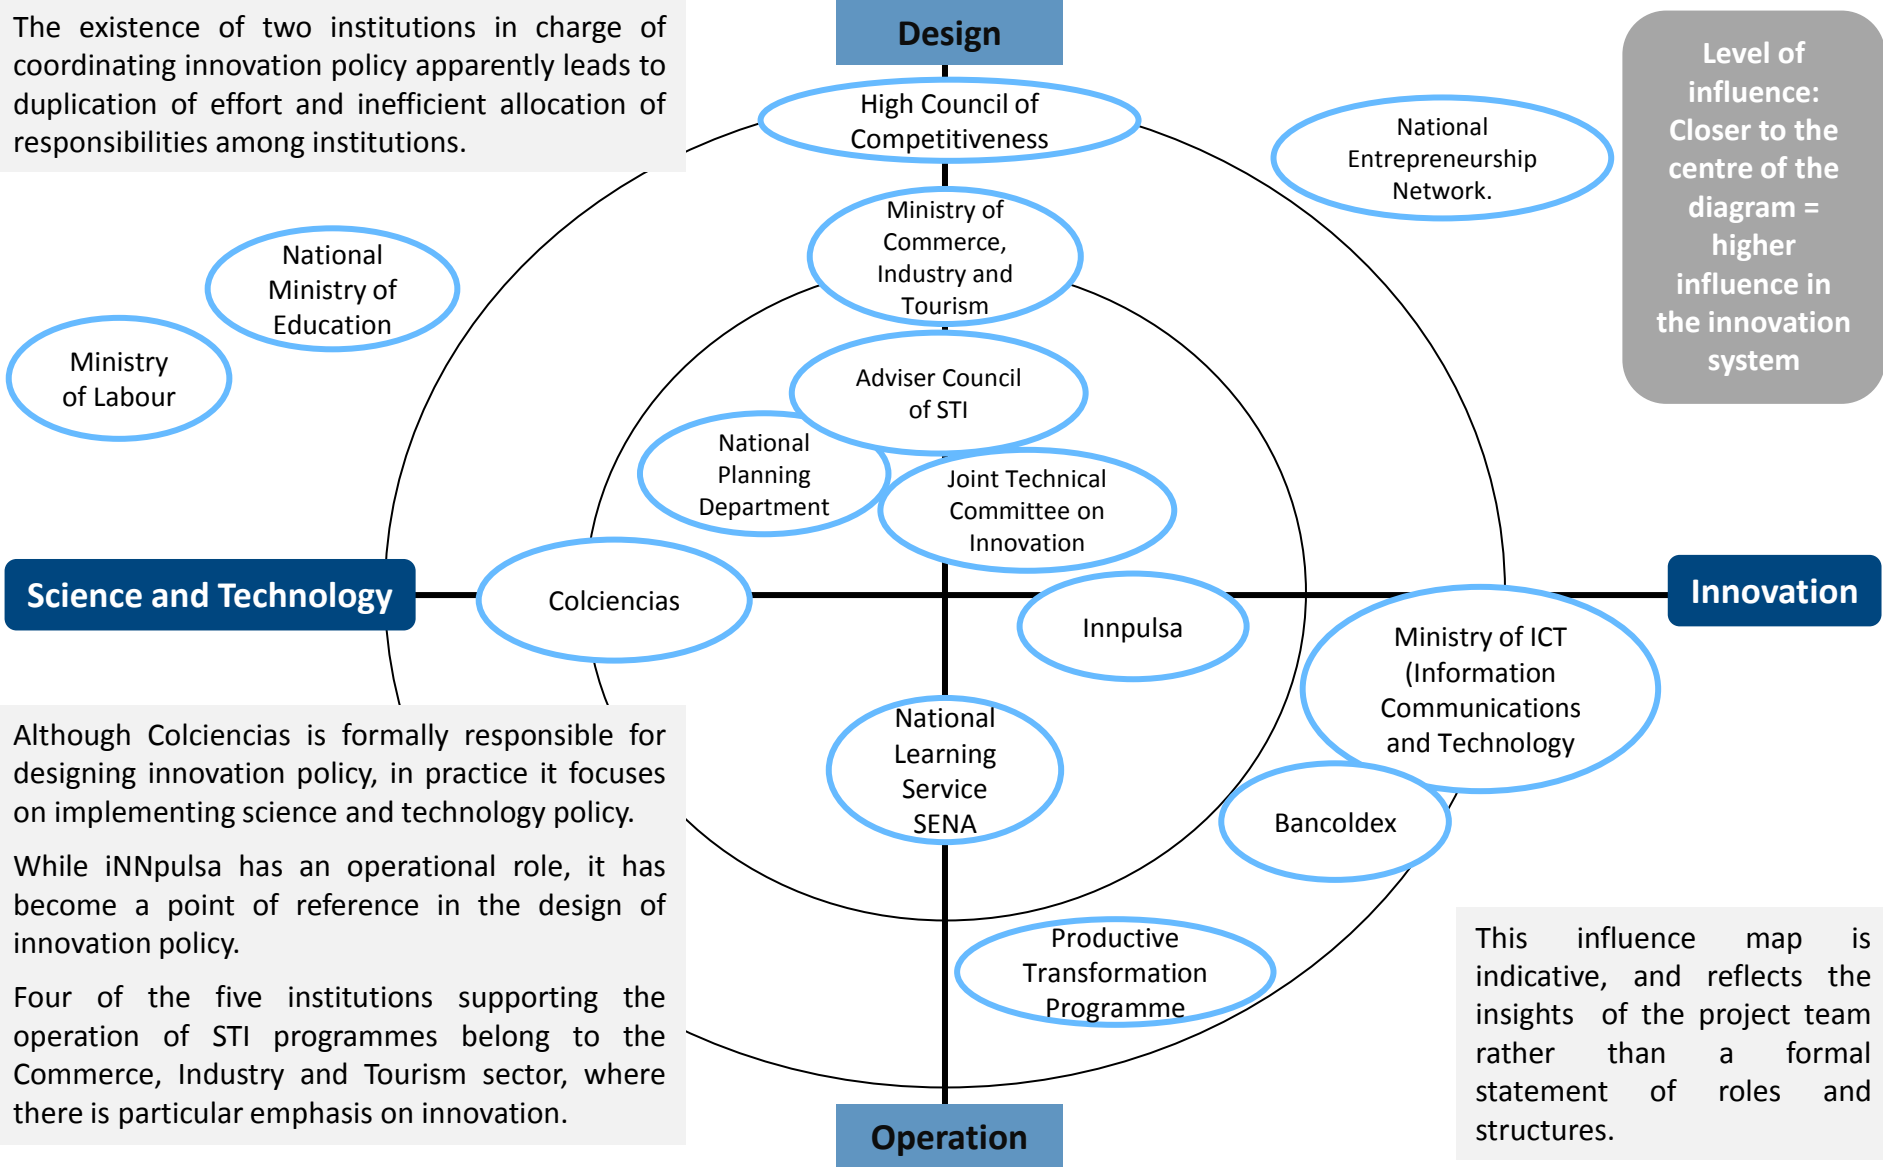 The existence of two institutions in charge of
coordinating innovation policy apparently leads to
duplication of effort and inefficient allocation of
responsibilities among institutions.
Design
High Council of
Competitiveness
National
Entrepreneurship
Network.
Level of
influence:
Closer to the
centre of the
diagram =
higher
influence in
the innovation
system
Ministry of
Commerce,
Industry and
Tourism
National
Ministry of
Education
Ministry
of Labour
Adviser Council
of STI
National
Planning
Department
Joint Technical
Committee on
Innovation
Science and Technology
Colciencias
Innpulsa
Innovation
Ministry of ICT
(Information
Communications
and Technology
National
Learning
Service
SENA
Bancoldex
Although Colciencias is formally responsible for
designing innovation policy, in practice it focuses
on implementing science and technology policy.
While iNNpulsa has an operational role, it has
become a point of reference in the design of
innovation policy.
Four of the five institutions supporting the
operation of STI programmes belong to the
Commerce, Industry and Tourism sector, where
there is particular emphasis on innovation.
Productive
Transformation
Programme
This influence map is
indicative, and reflects the
insights of the project team
rather than a formal
statement of roles and
structures.
Operation